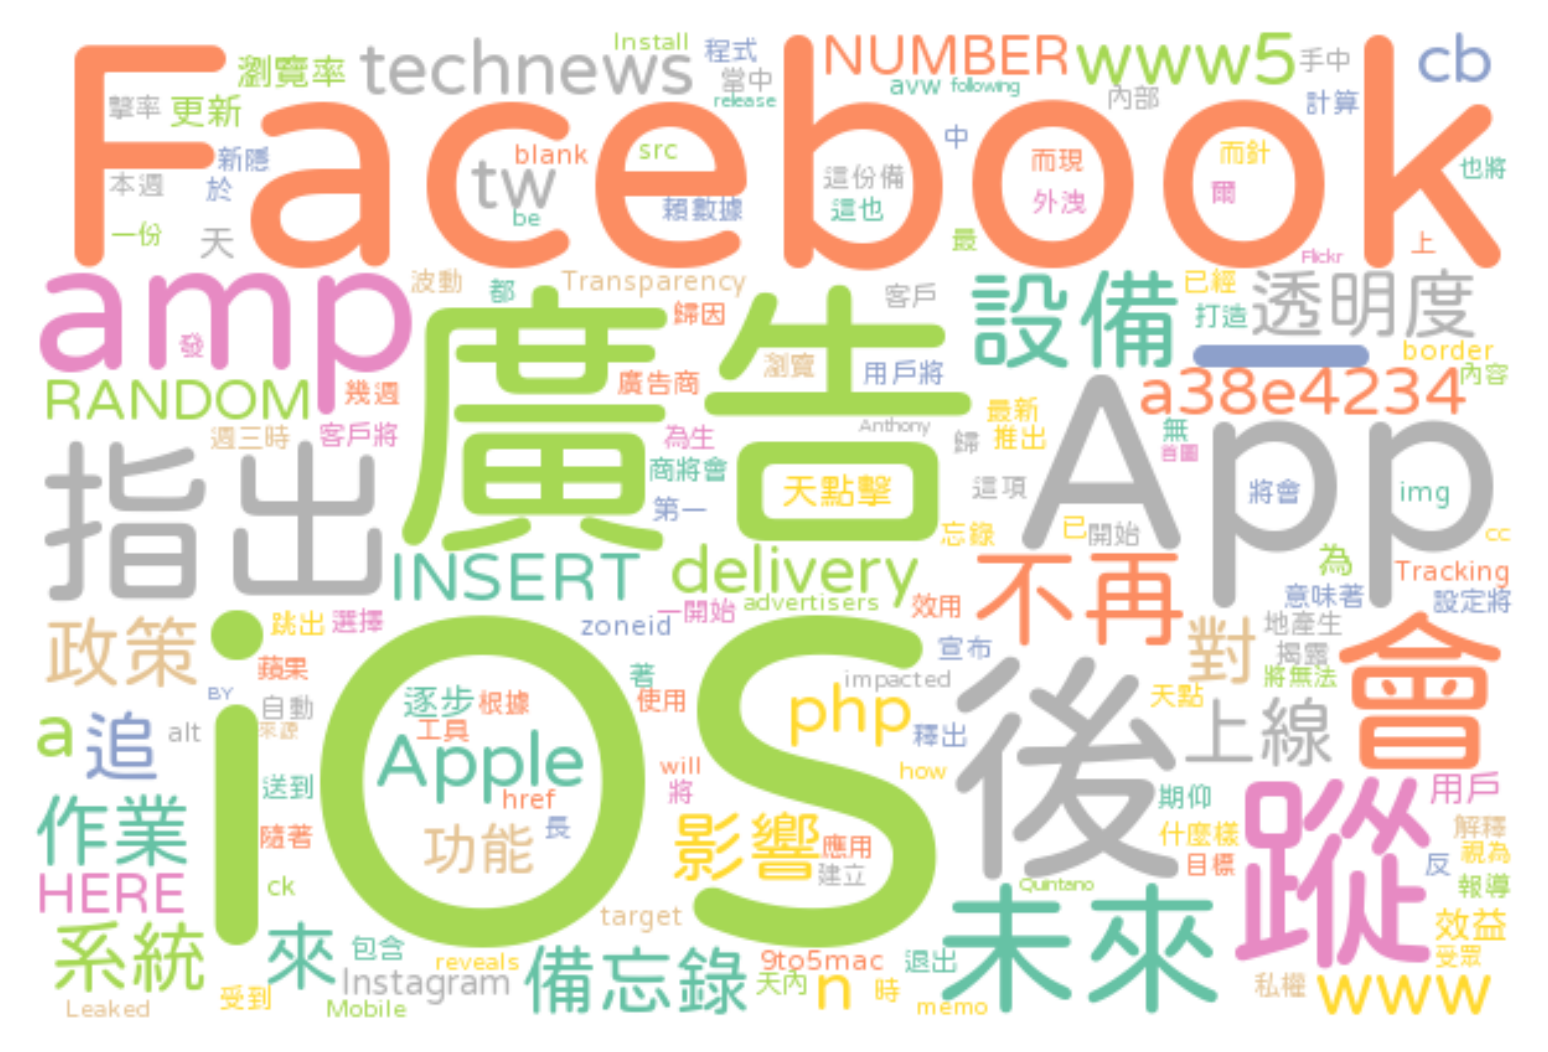 Install
程式
瀏覽率
technews
NUMBER
www5
手中
cb
當中
擎率
更新
release
avw
following
內部
計算
Facebook
新隱
本週
於
tw
blank
src
be
這份備
這也
賴數據
中
而現
外洩
而針
爾
也將
一份
天
最
Flickr
上
amp
發
波動
都
Transparency
歸因
客戶
設備
已經
打造
透明度
廣告
瀏覽
用戶將
一
border
內容
RANDOM
幾週
廣告商
a38e4234
週三時
客戶將
為生
Anthony
最新
推出
歸
無
首圖
App
指出
商將會
天點擊
這項
將會
img
第一
忘錄
已
開始
cc
INSERT
delivery
不再
為
Tracking
意味著
設定將
政策
跳出
選擇
zoneid
一開始
advertisers
效用
宣布
對
地產生
揭露
將無法
會
iOS
蘋果
BY
自動
來源
逐步
根據
工具
著
使用
impacted
php
釋出
後
天點
上線
a
追
alt
Apple
送到
href
will
將
how
期仰
什麼樣
目標
蹤
用戶
作業
隨著
功能
長
影響
應用
建立
解釋
視為
反
報導
HERE
ck
target
Quintano
未來
效益
受眾
系統
來
包含
Instagram
reveals
備忘錄
9to5mac
天內
n
退出
時
memo
私權
www
Leaked
受到
Mobile